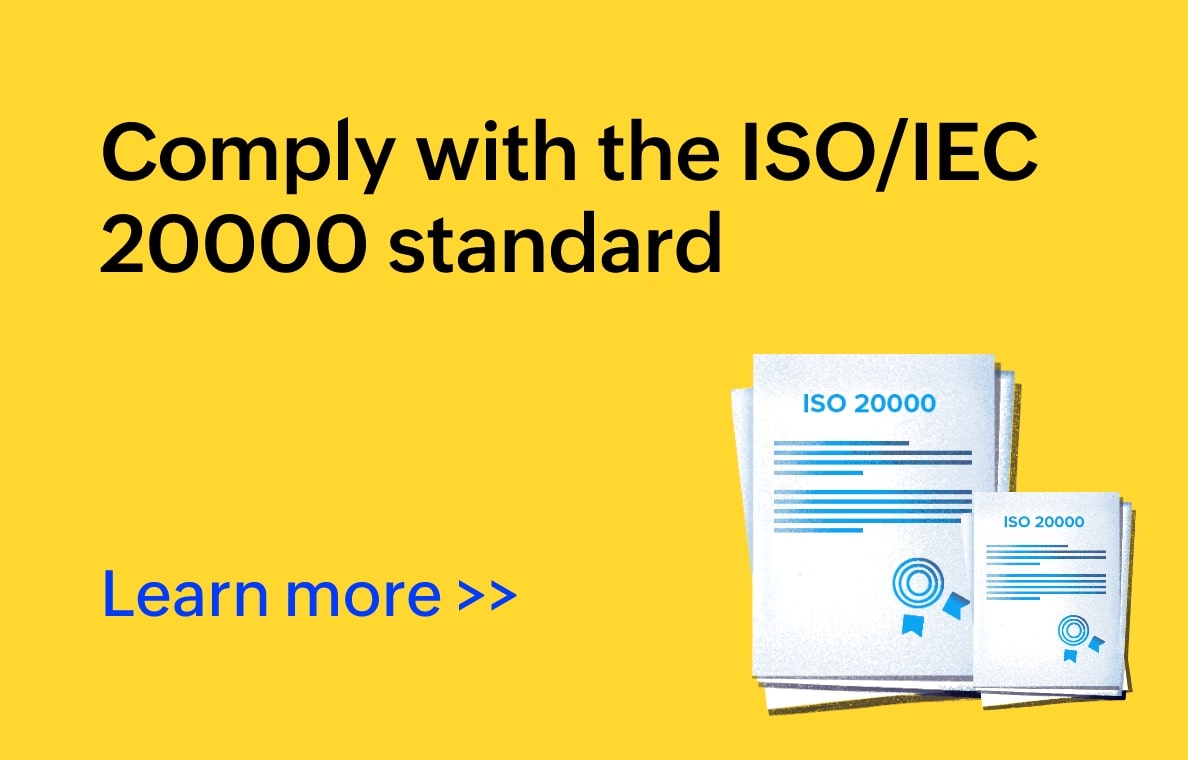 Comply with the ISO/IEC
20000 standard
ISO 20000
ISO 20000
Learn more >>